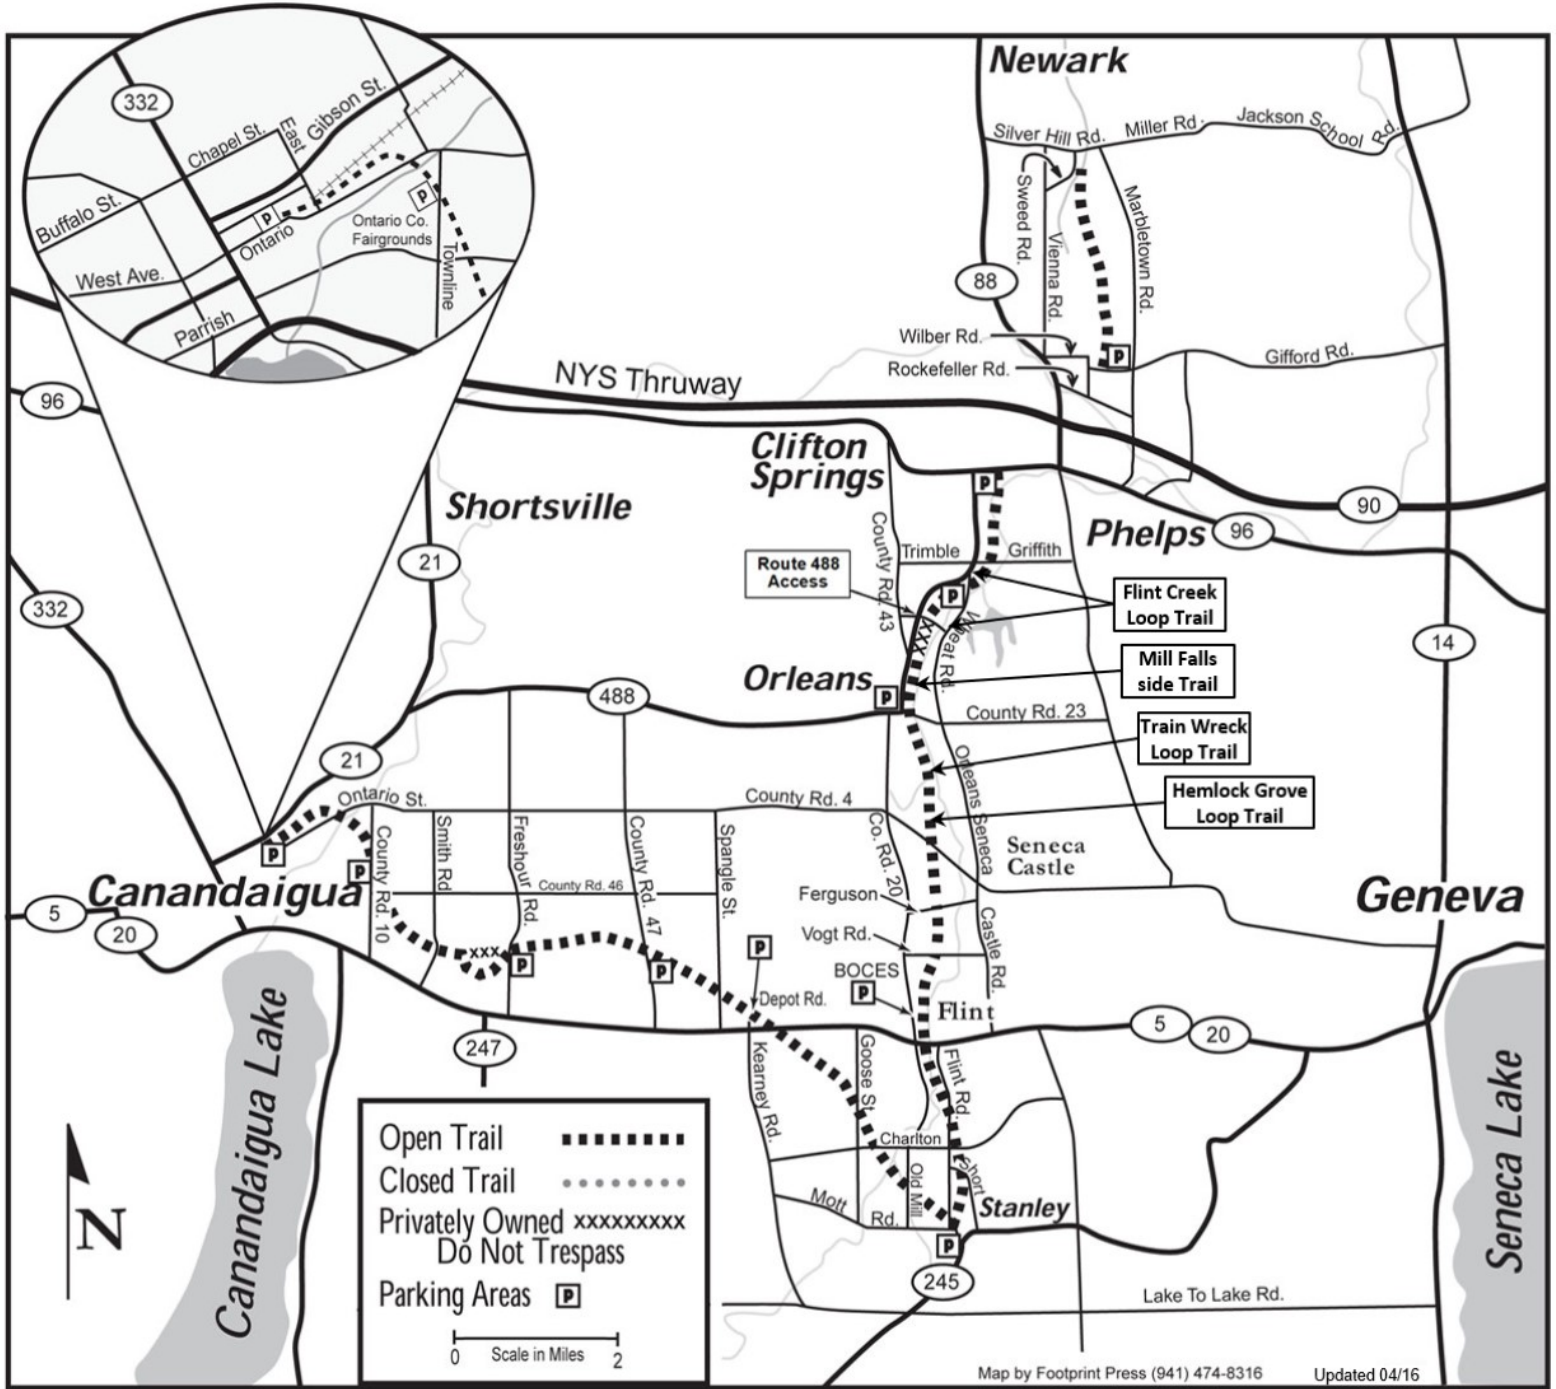 332
Chapel St.
East
Gibson St.
Buffalo St.
P
P
Ontario
Ontario Co.
Fairgrounds
West Ave.
Townline
Parrish
Newark
Silver Hill Rd.
Miller Rd.
Jackson School Rd.
Sweed Rd.
Vienna Rd.
Marbletown Rd.
88
Wilber Rd.
Rockefeller Rd.
P
Gifford Rd.
96
NYS Thruway
Clifton
Springs
Shortsville
P
90
Phelps
96
21
County Rd. 43
Trimble
Griffith
Route 488
Access
P
xxx
Wheat Rd.
Flint Creek
Loop Trail
332
14
Mill Falls
side Trail
Orleans
P
488
County Rd. 23
Train Wreck
Loop Trail
21
Orleans Seneca
Castle Rd.
Hemlock Grove
Loop Trail
Ontario St.
County Rd. 4
P
County Rd. 10
Smith Rd
Freshour Rd.
County Rd. 47
Spangle St.
Co. Rd. 20
Seneca
Castle
P
Canandaigua
County Rd. 46
Ferguson
Geneva
5
20
Vogt Rd.
xxx
P
P
P
BOCES
P
Depot Rd.
Flint
5
20
247
Kearney Rd.
Goose St.
Flint Rd.
Canandaigua Lake
Seneca Lake
Charlton
Old Mill
Short
Mott
Rd.
Stanley
P
245
Lake To Lake Rd.
N
Open Trail
Closed Trail
Privately Owned xxxxxxxxx
Do Not Trespass
Parking Areas P
0 Scale in Miles 2
Map by Footprint Press (941) 474-8316
Updated 04/16